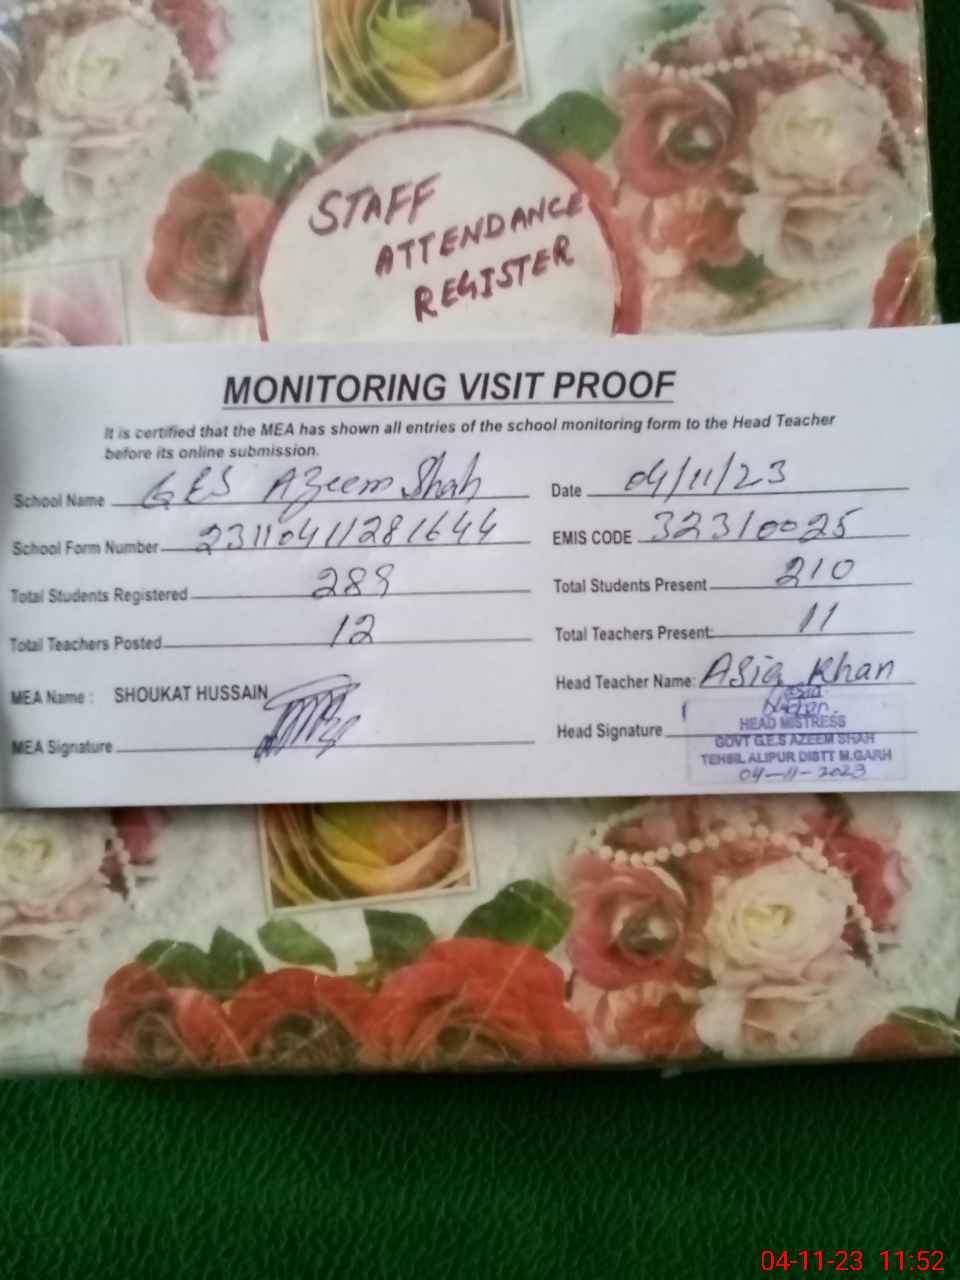 STAFF
ATTENDANCE
REGISTER
MONITORING VISIT PROOF
It is certified that the MEA has shown all entries of the school monitoring form to the Head Teacher
before its online submission.
School Name GES Azeem Shah Date 04/11/23
School Form Number 23110411281644 EMIS CODE 32310025
Total Students Registered 289 Total Students Present 210
Total Teachers Posted 12 Total Teachers Present: 11
MEA Name : SHOUKAT HUSSAIN Head Teacher Name: Asia Khan
MEA Signature Head Signature
HEAD MISTRESS
GOVT G.E.S AZEEM SHAH
TEHSIL ALIPUR DISTT M.GARH
04-11-2023
04-11-23 11:52